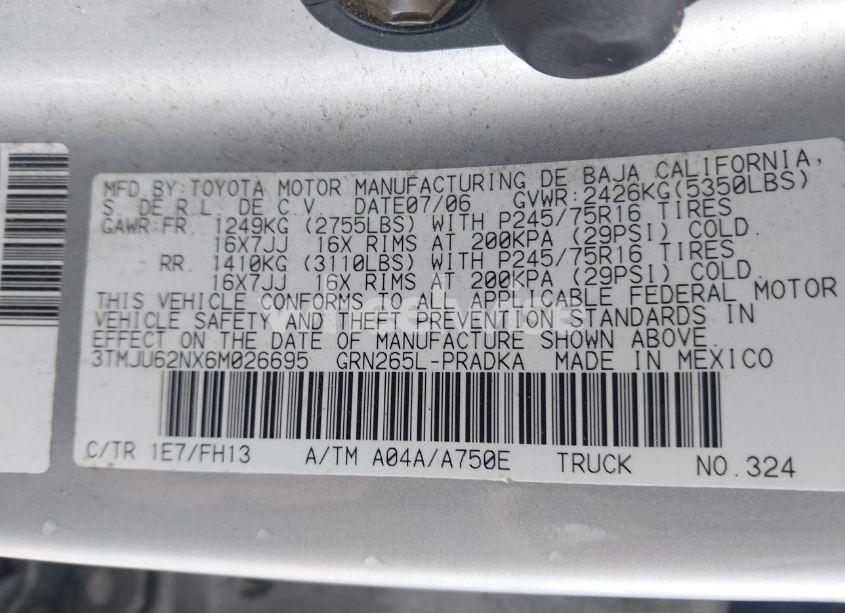 MFD BY:TOYOTA MOTOR MANUFACTURING DE BAJA CALIFORNIA,
S. DE R.L. DE C.V. DATE07/06 GVWR:2426KG(5350LBS)
GAWR:FR. 1249KG (2755LBS) WITH P245/75R16 TIRES
16X7JJ 16X RIMS AT 200KPA (29PSI) COLD.
RR. 1410KG (3110LBS) WITH P245/75R16 TIRES
16X7JJ 16X RIMS AT 200KPA (29PSI) COLD.
THIS VEHICLE CONFORMS TO ALL APPLICABLE FEDERAL MOTOR
VEHICLE SAFETY AND THEFT PREVENTION STANDARDS IN
EFFECT ON THE DATE OF MANUFACTURE SHOWN ABOVE.
3TMJU62NX6M026695 GRN265L-PRADKA MADE IN MEXICO
C/TR 1E7/FH13 A/TM A04A/A750E TRUCK NO.324